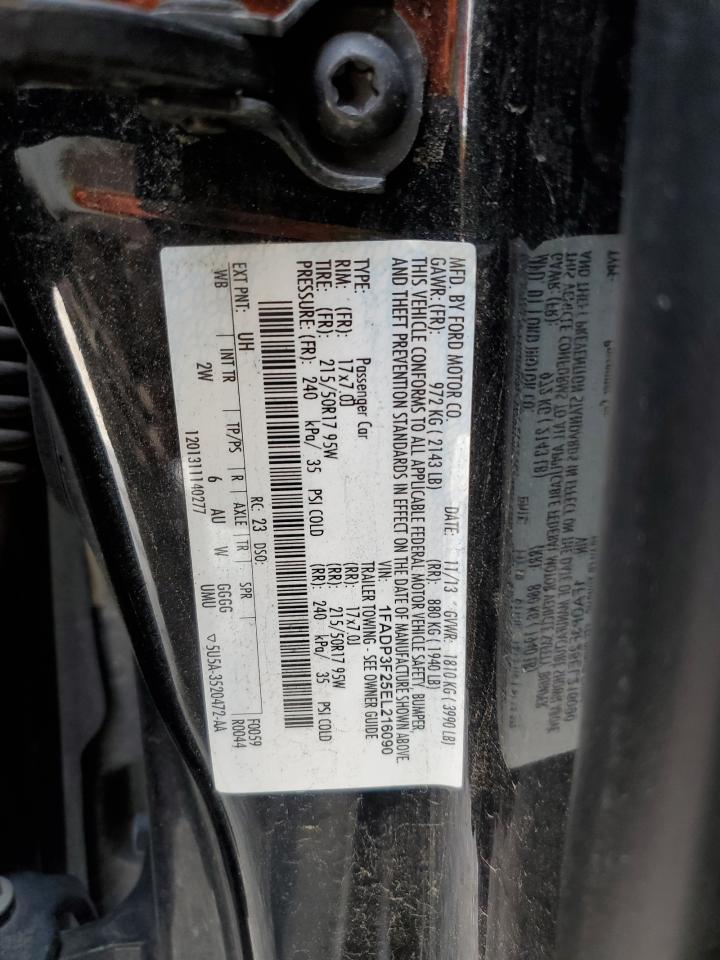 MFD. BY FORD MOTOR CO.
DATE: 11/13 GVWR: 1810 KG ( 3990 LB)
GAWR: (FR): 972 KG ( 2143 LB) (RR): 880 KG ( 1940 LB)
THIS VEHICLE CONFORMS TO ALL APPLICABLE FEDERAL MOTOR VEHICLE SAFETY, BUMPER,
AND THEFT PREVENTION STANDARDS IN EFFECT ON THE DATE OF MANUFACTURE SHOWN ABOVE.
VIN: 1FADP3F25EL216090
TYPE: Passenger Car TRAILER TOWING - SEE OWNER GUIDE
RIM: (FR): 17x7.0J (RR): 17x7.0J
TIRE: (FR): 215/50R17 95W (RR): 215/50R17 95W
PRESSURE: (FR): 240 kPa/ 35 PSI COLD (RR): 240 kPa/ 35 PSI COLD
EXT PNT: UH RC: 23 DSO: F0059
R0044
WB INT TR TP/PS R AXLE TR SPR
2W 6 AU W GGGG
UMU
1201311140277 ▽5U5A-3520472-AA